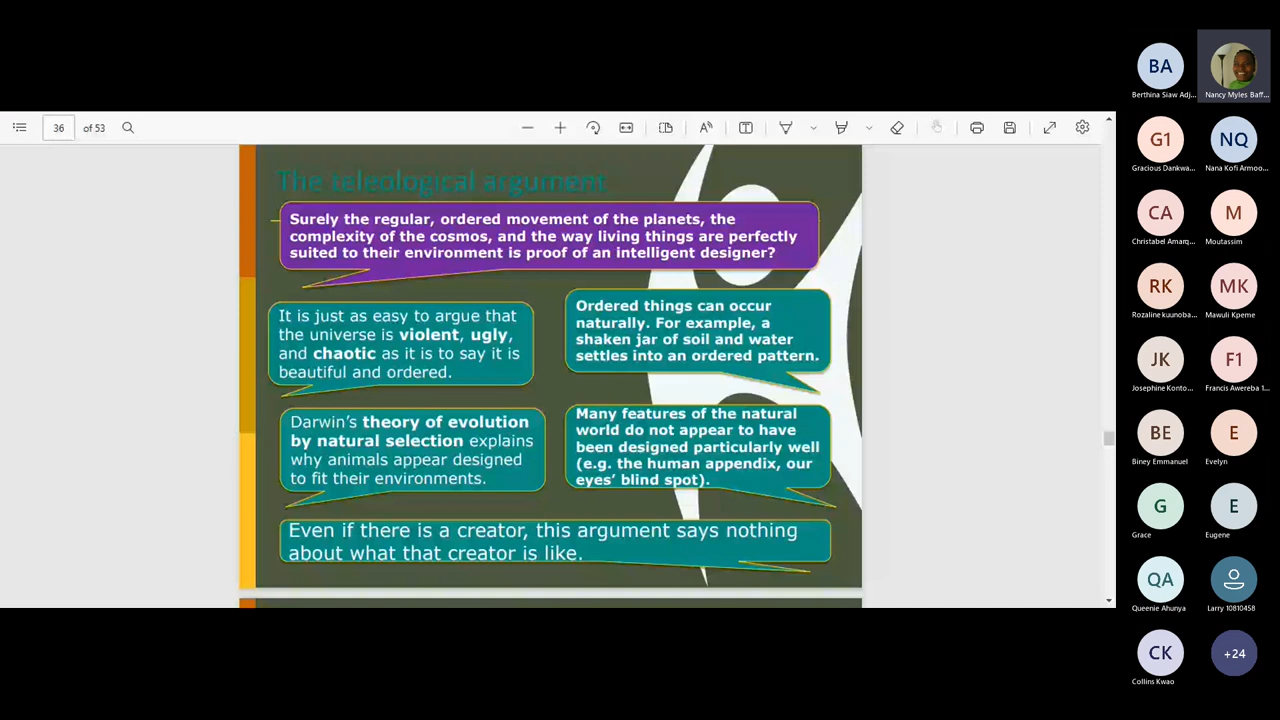 36 of 53
The teleological argument
Surely the regular, ordered movement of the planets, the
complexity of the cosmos, and the way living things are perfectly
suited to their environment is proof of an intelligent designer?
It is just as easy to argue that
the universe is violent, ugly,
and chaotic as it is to say it is
beautiful and ordered.
Ordered things can occur
naturally. For example, a
shaken jar of soil and water
settles into an ordered pattern.
Darwin's theory of evolution
by natural selection explains
why animals appear designed
to fit their environments.
Many features of the natural
world do not appear to have
been designed particularly well
(e.g. the human appendix, our
eyes' blind spot).
Even if there is a creator, this argument says nothing
about what that creator is like.
BA
Berthina Siaw Adj...
Nancy Myles Baff...
G1
Gracious Dankwa...
NQ
Nana Kofi Armoo...
CA
Christabel Amarq...
M
Moutassim
RK
Rozaline kuunoba...
MK
Mawuli Kpeme
JK
Josephine Konto...
F1
Francis Awereba 1...
BE
Biney Emmanuel
E
Evelyn
G
Grace
E
Eugene
QA
Queenie Ahunya
Larry 10810458
CK
Collins Kwao
+24